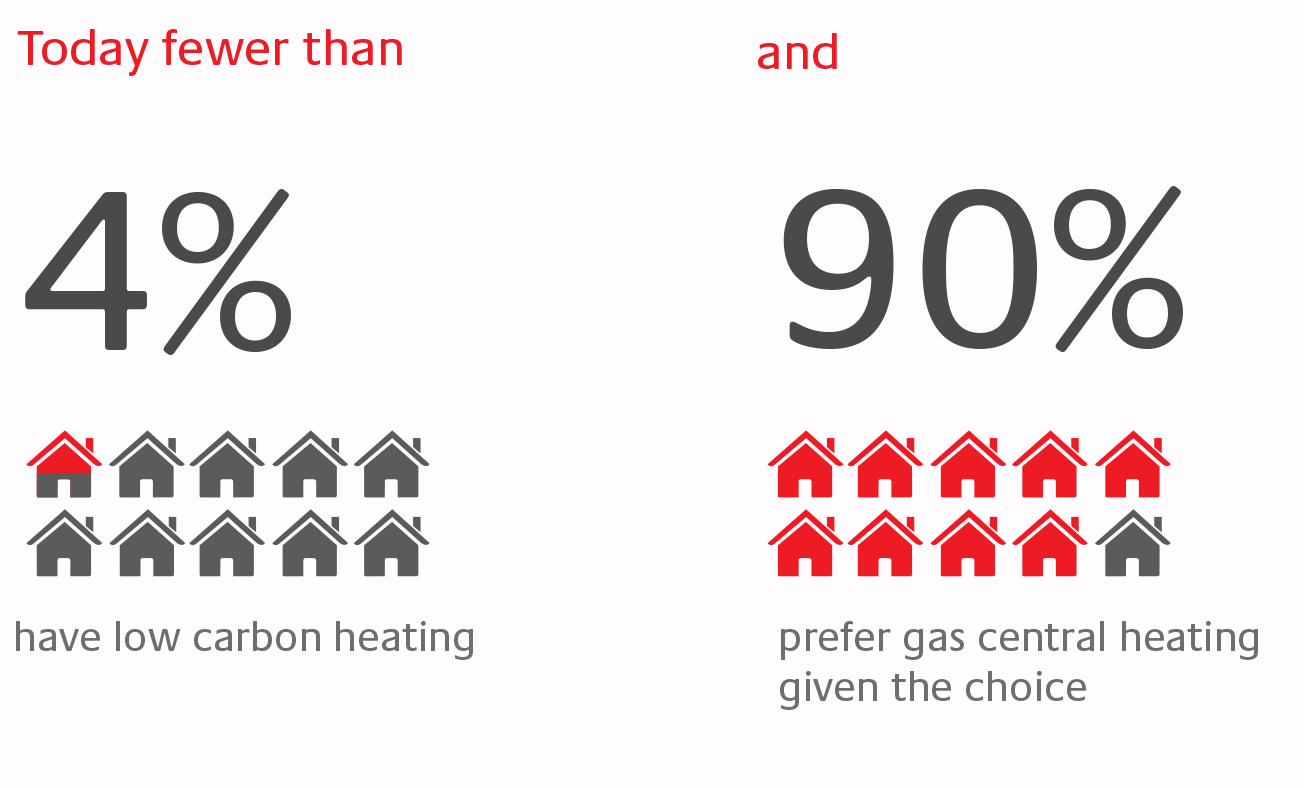 Today fewer than
4%
have low carbon heating
and
90%
prefer gas central heating
given the choice